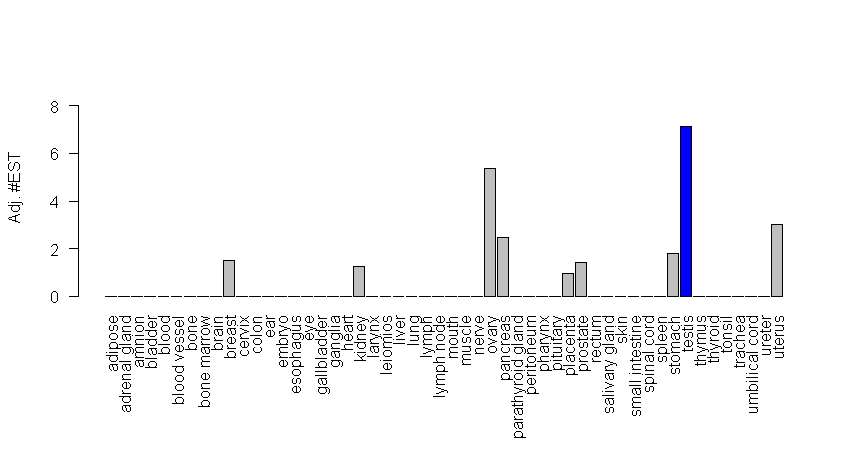 8
6
4
2
0
Adj. #EST
adipose
adrenal gland
amnion
bladder
blood
blood vessel
bone
bone marrow
brain
breast
cervix
colon
ear
embryo
esophagus
eye
gallbladder
ganglia
heart
kidney
larynx
leiomios
liver
lung
lymph
lymph node
mouth
muscle
nerve
ovary
pancreas
parathyroid gland
peritoneum
pharynx
pituitary
placenta
prostate
rectum
salivary gland
skin
small intestine
spinal cord
spleen
stomach
testis
thymus
thyroid
tonsil
trachea
umbilical cord
ureter
uterus